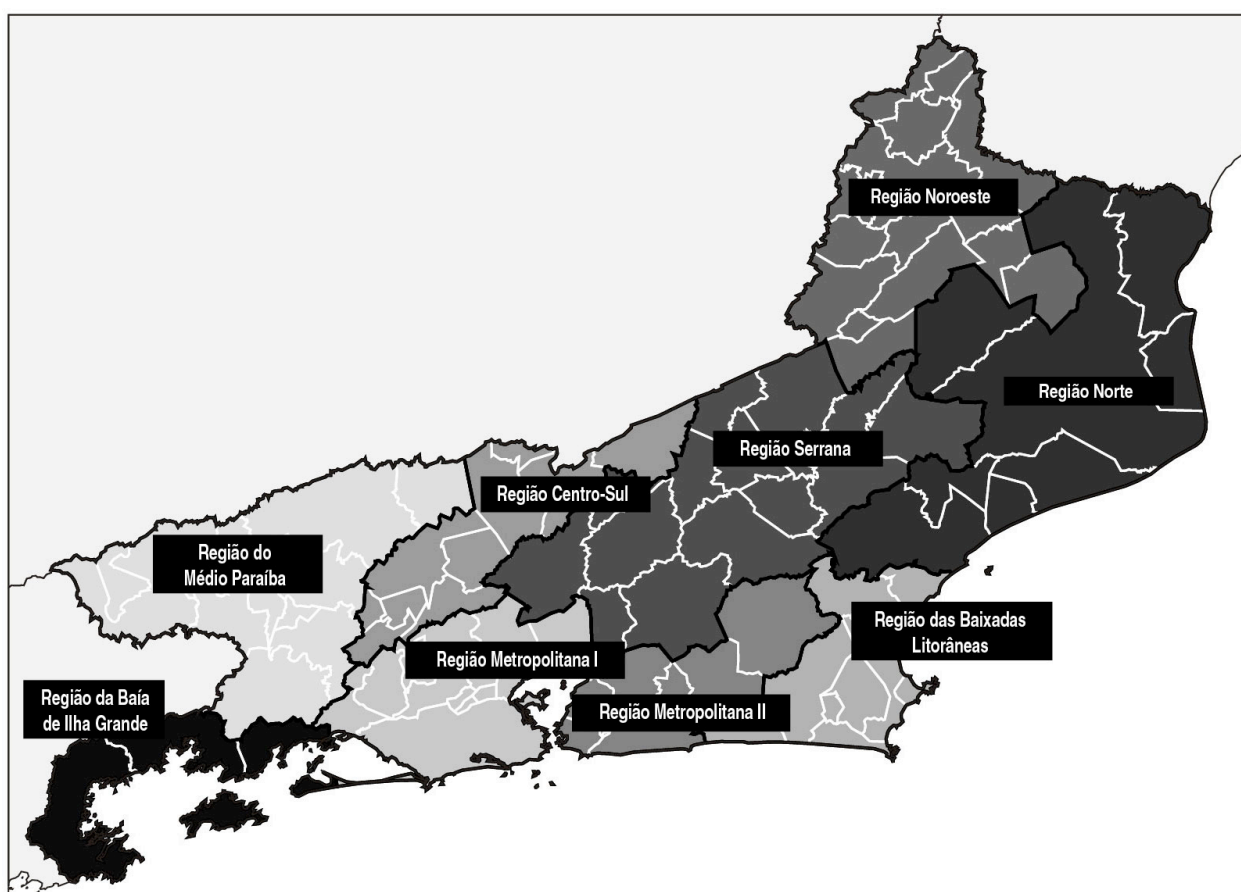 Região Noroeste
Região Norte
Região Serrana
Região Centro-Sul
Região do
Médio Paraíba
Região das Baixadas
Litorâneas
Região Metropolitana I
Região da Baía
de Ilha Grande
Região Metropolitana II